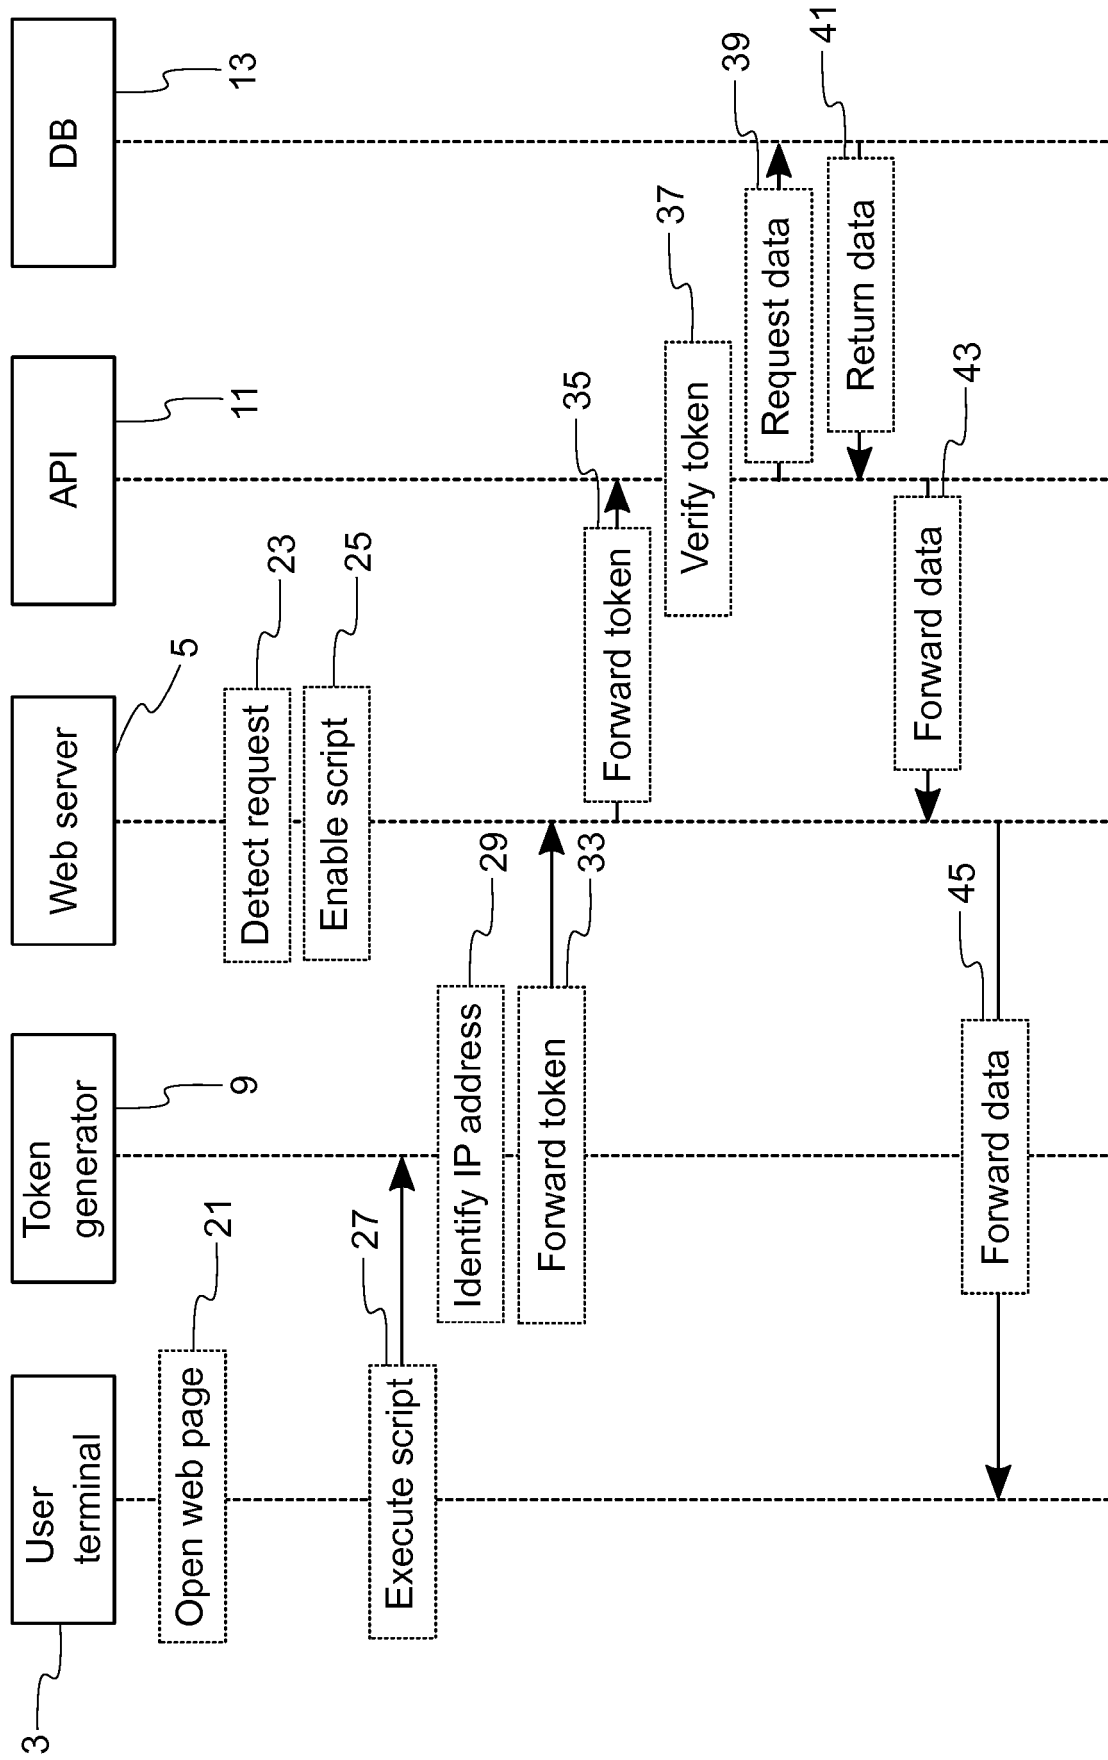 3
User
terminal
Token
generator
9
Web server
5
API
11
DB
13
Open web page
21
Detect request
23
Enable script
25
Execute script
27
Identify IP address
29
Forward token
33
Forward token
35
Verify token
37
Request data
39
Return data
41
Forward data
43
Forward data
45